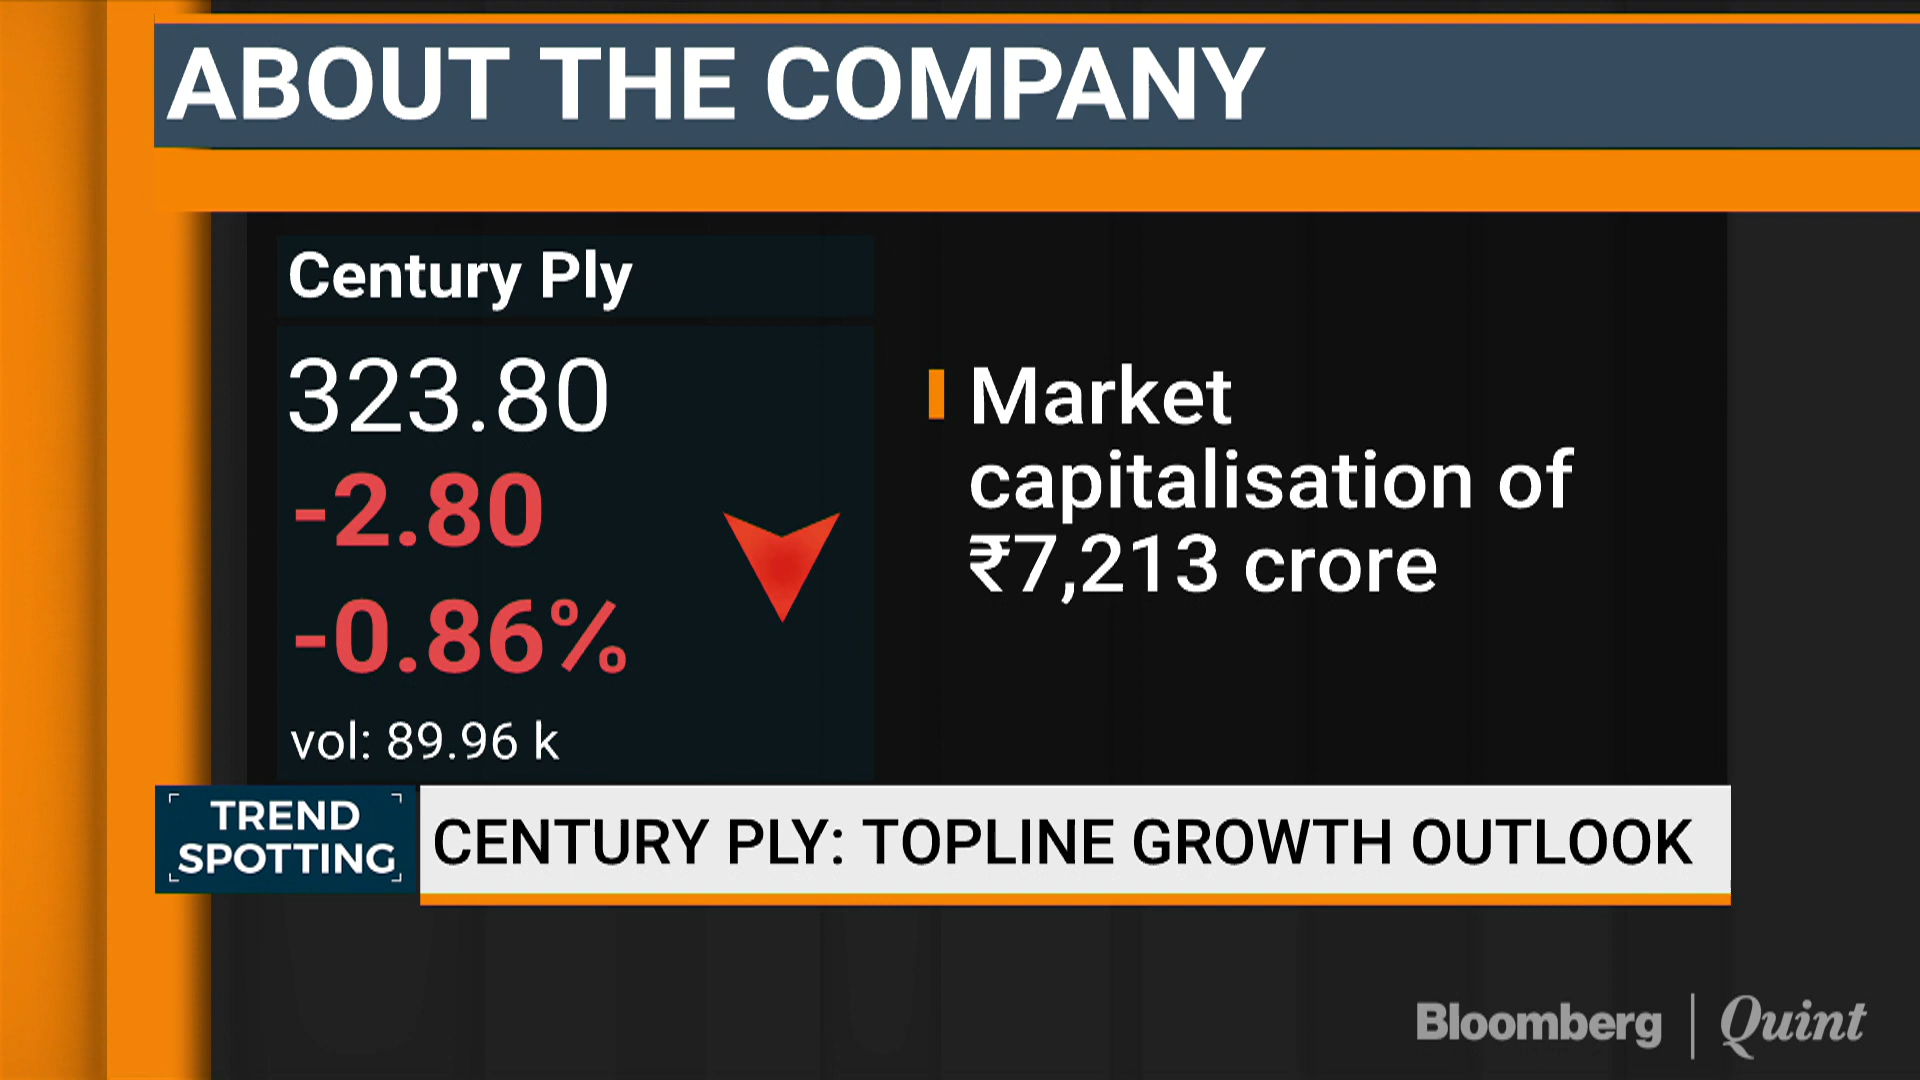 ABOUT THE COMPANY
Century Ply
323.80
-2.80
-0.86%
vol: 89.96 k
Market
capitalisation of
₹7,213 crore
TREND
SPOTTING
CENTURY PLY: TOPLINE GROWTH OUTLOOK
Bloomberg | Quint